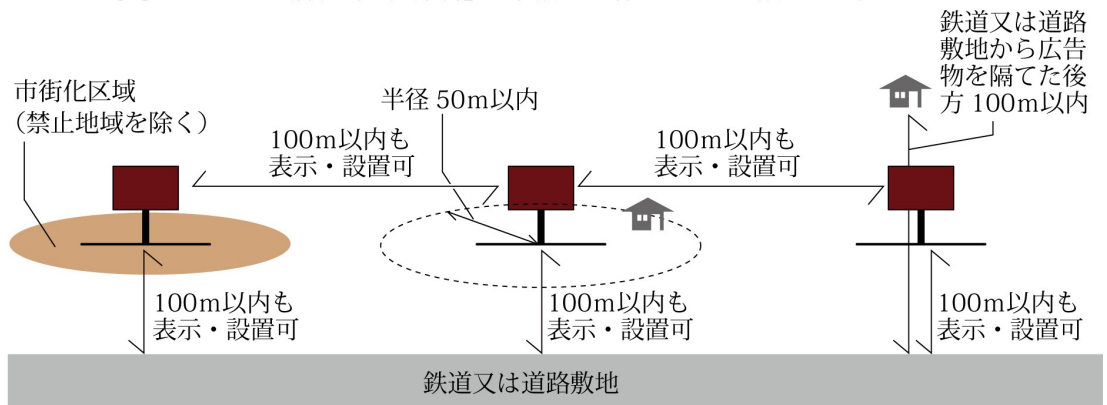 鉄道又は道路
敷地から広告
物を隔てた後
方 100m以内
市街化区域
（禁止地域を除く）
半径 50m以内
100m以内も
表示・設置可
100m以内も
表示・設置可
100m以内も
表示・設置可
100m以内も
表示・設置可
100m以内も
表示・設置可
鉄道又は道路敷地